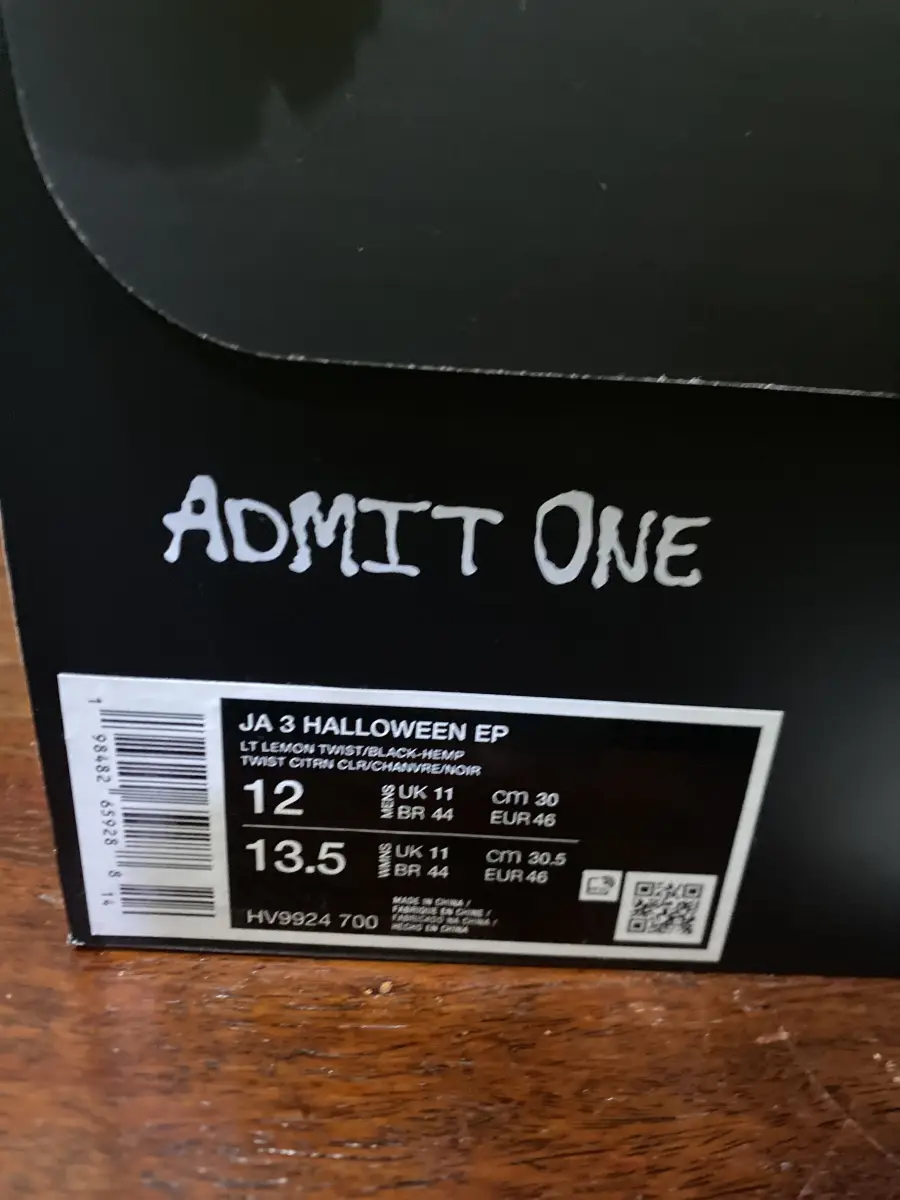 ADMIT ONE
JA 3 HALLOWEEN EP
LT LEMON TWIST/BLACK-HEMP
TWIST CITRN CLR/CHANVRE/NOIR
12 MENS UK 11 cm 30
BR 44 EUR 46
13.5 WMNS UK 11 cm 30.5
BR 44 EUR 46
HV9924 700
MADE IN CHINA /
FABRIQUE EN CHINE /
FABRICADO NA CHINA /
HECHO EN CHINA
1 98482 65928 8 14